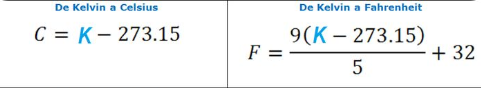 De Kelvin a Celsius
C = K − 273.15
De Kelvin a Fahrenheit
F = 9(K − 273.15) / 5 + 32